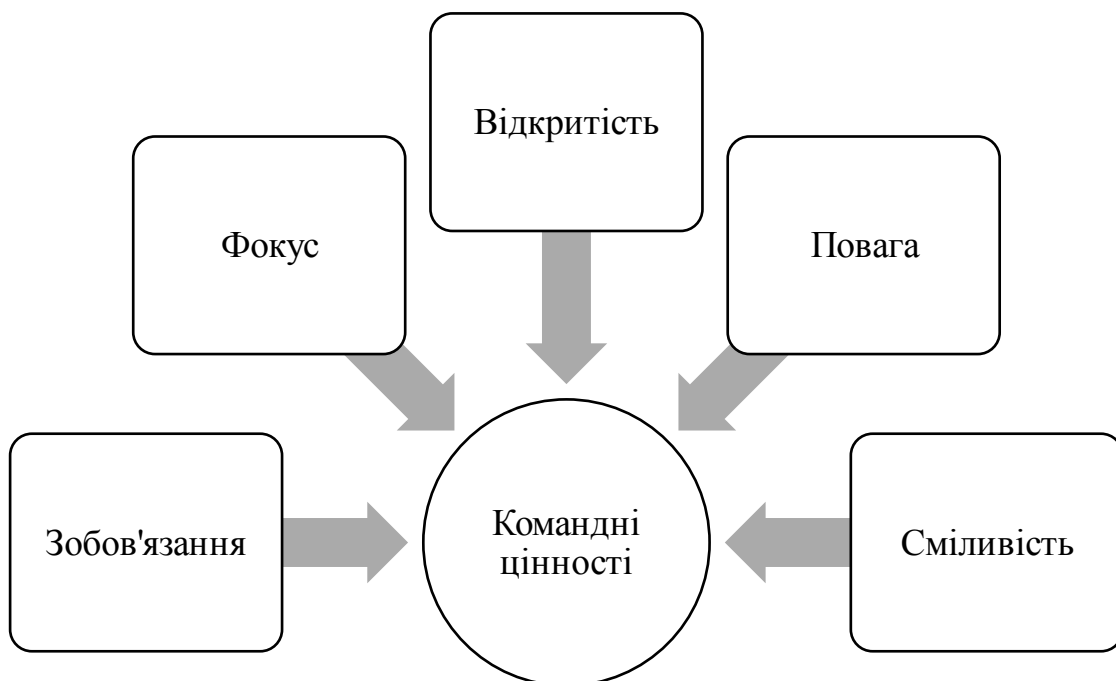 Відкритість
Фокус
Повага
Зобов'язання
Командні
цінності
Сміливість